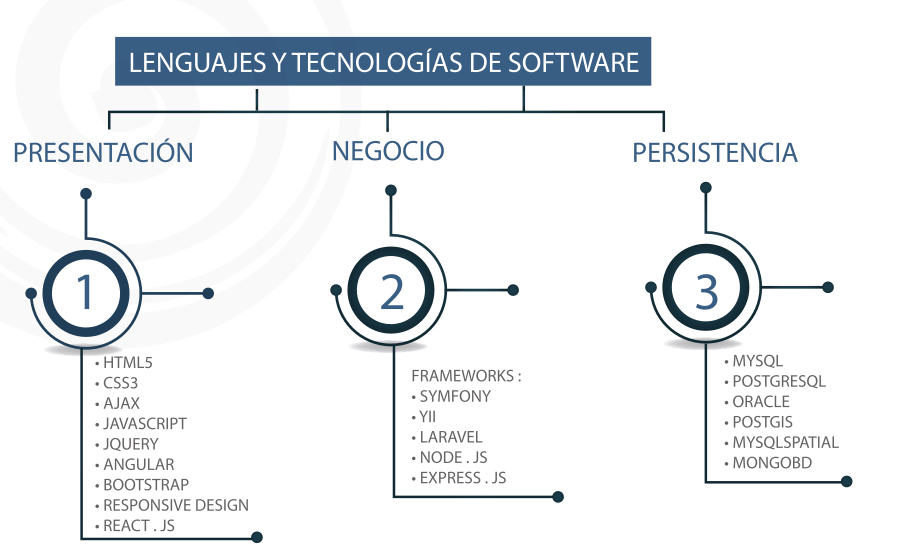 LENGUAJES Y TECNOLOGÍAS DE SOFTWARE
PRESENTACIÓN
NEGOCIO
PERSISTENCIA
1
2
3
• HTML5
• CSS3
• AJAX
• JAVASCRIPT
• JQUERY
• ANGULAR
• BOOTSTRAP
• RESPONSIVE DESIGN
• REACT . JS
FRAMEWORKS :
• SYMFONY
• YII
• LARAVEL
• NODE . JS
• EXPRESS . JS
• MYSQL
• POSTGRESQL
• ORACLE
• POSTGIS
• MYSQLSPATIAL
• MONGOBD